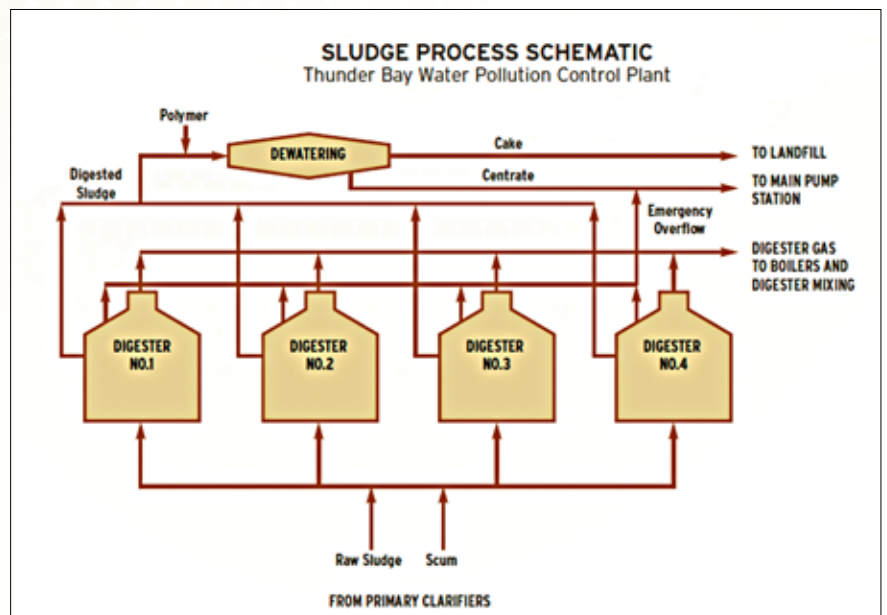 SLUDGE PROCESS SCHEMATIC
Thunder Bay Water Pollution Control Plant
Polymer
DEWATERING
Cake
TO LANDFILL
Digested
Sludge
Centrate
TO MAIN PUMP
STATION
Emergency
Overflow
DIGESTER GAS
TO BOILERS AND
DIGESTER MIXING
DIGESTER
NO.1
DIGESTER
NO.2
DIGESTER
NO.3
DIGESTER
NO.4
Raw Sludge
Scum
FROM PRIMARY CLARIFIERS